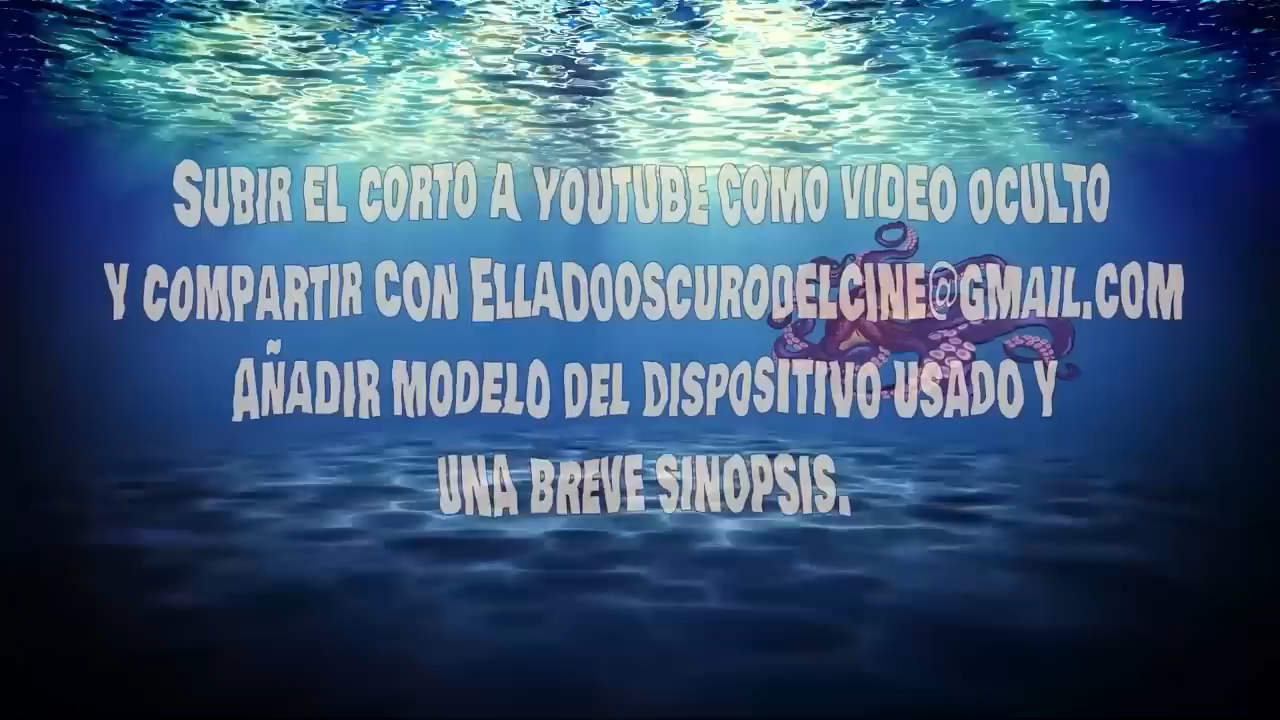 SUBIR EL CORTO A YOUTUBE COMO VIDEO OCULTO
Y COMPARTIR CON ELLADOOSCURODELCINE@GMAIL.COM
AÑADIR MODELO DEL DISPOSITIVO USADO Y
UNA BREVE SINOPSIS.